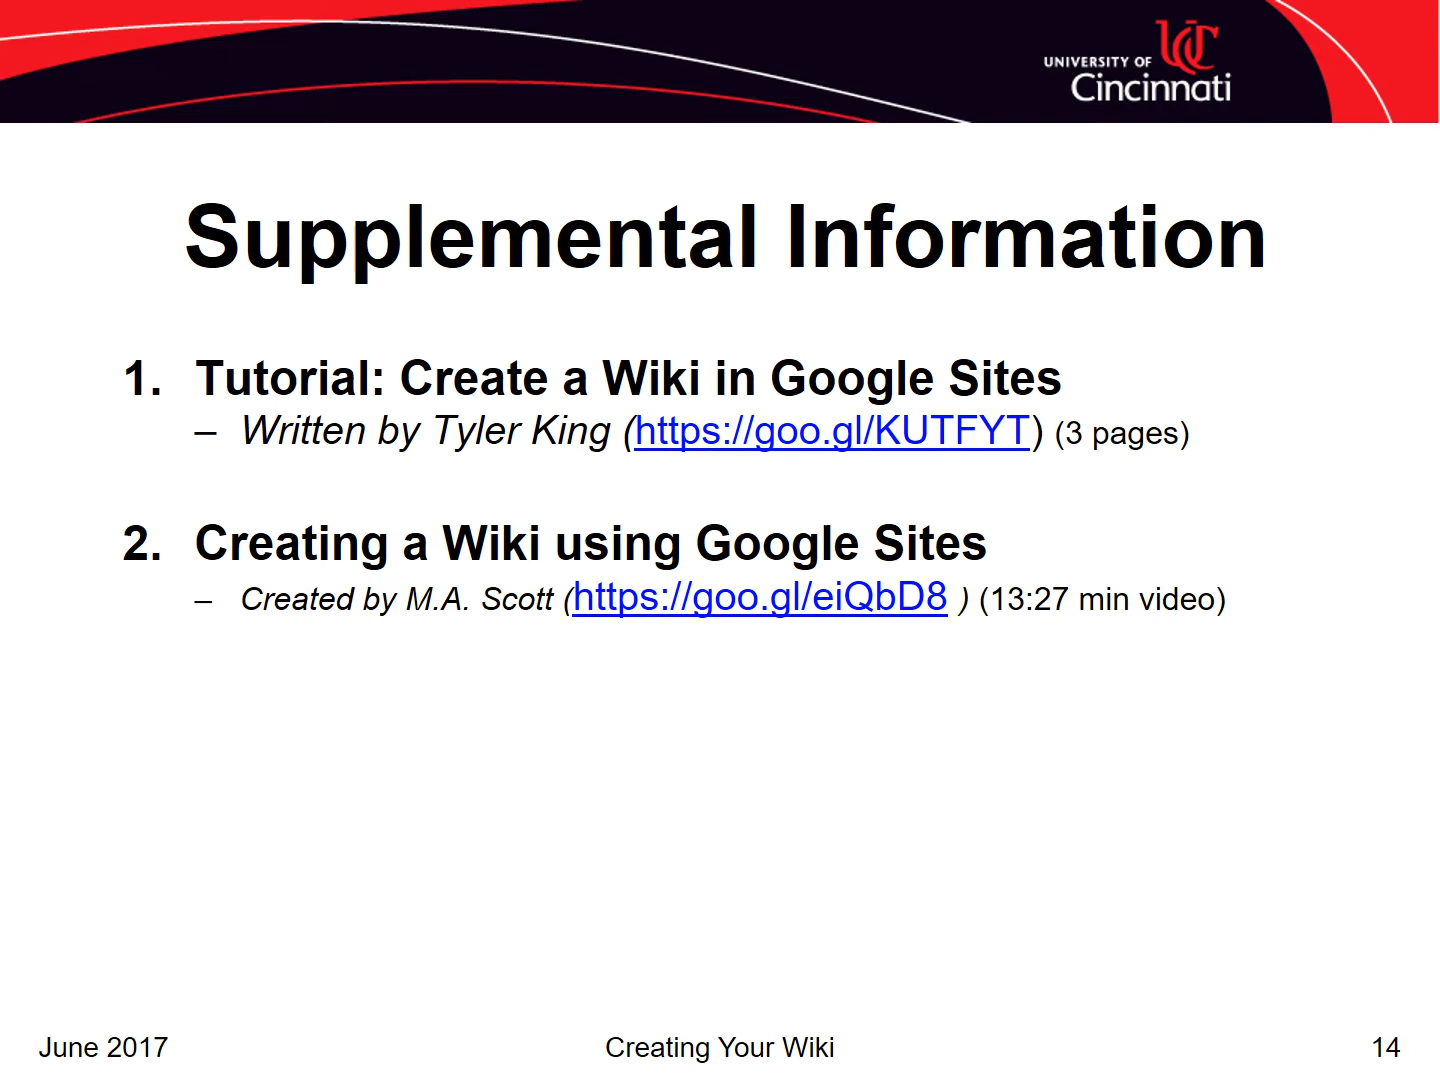 UNIVERSITY OF UC
Cincinnati
Supplemental Information
1. Tutorial: Create a Wiki in Google Sites
– Written by Tyler King (https://goo.gl/KUTFYT) (3 pages)
2. Creating a Wiki using Google Sites
– Created by M.A. Scott (https://goo.gl/eiQbD8 ) (13:27 min video)
June 2017 Creating Your Wiki 14